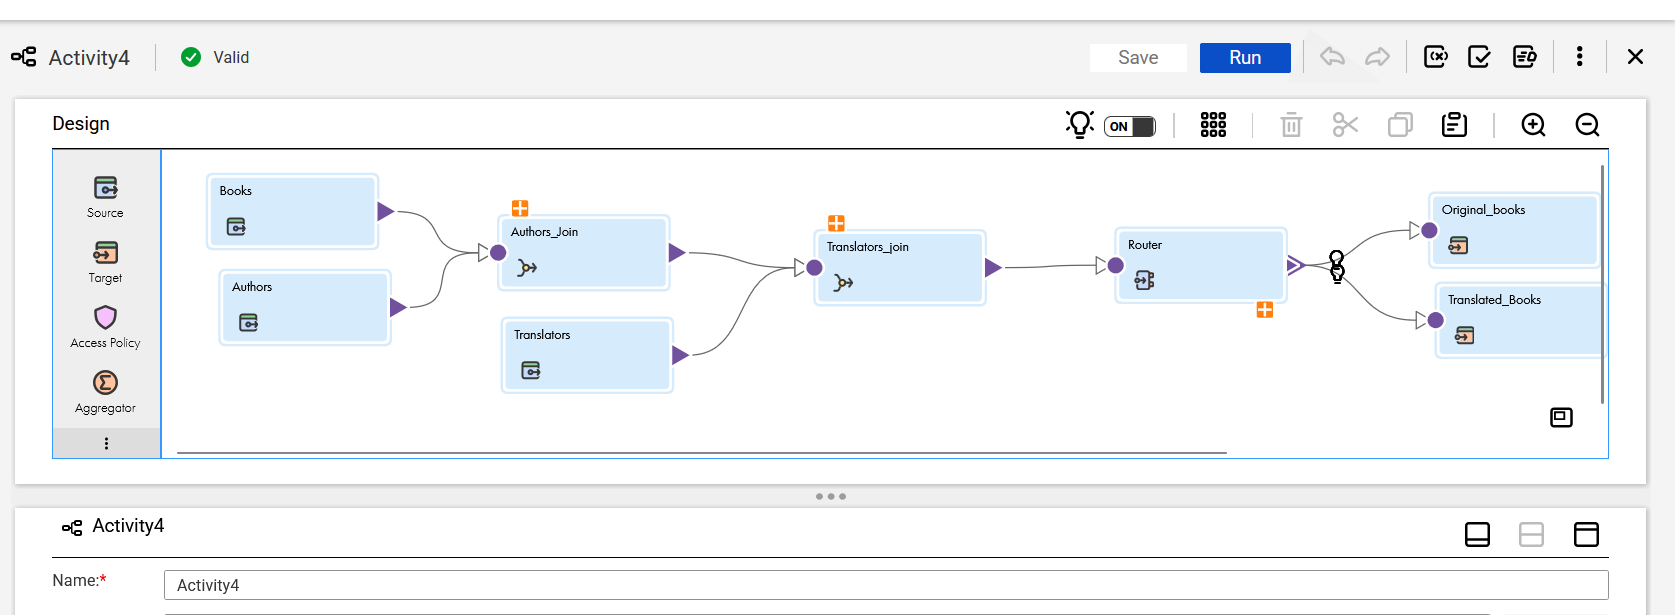 Activity4
Valid
Save
Run
Design
ON
Source
Target
Access Policy
Aggregator
Books
Authors
Authors_Join
Translators
Translators_join
Router
Original_books
Translated_Books
Activity4
Name:*
Activity4